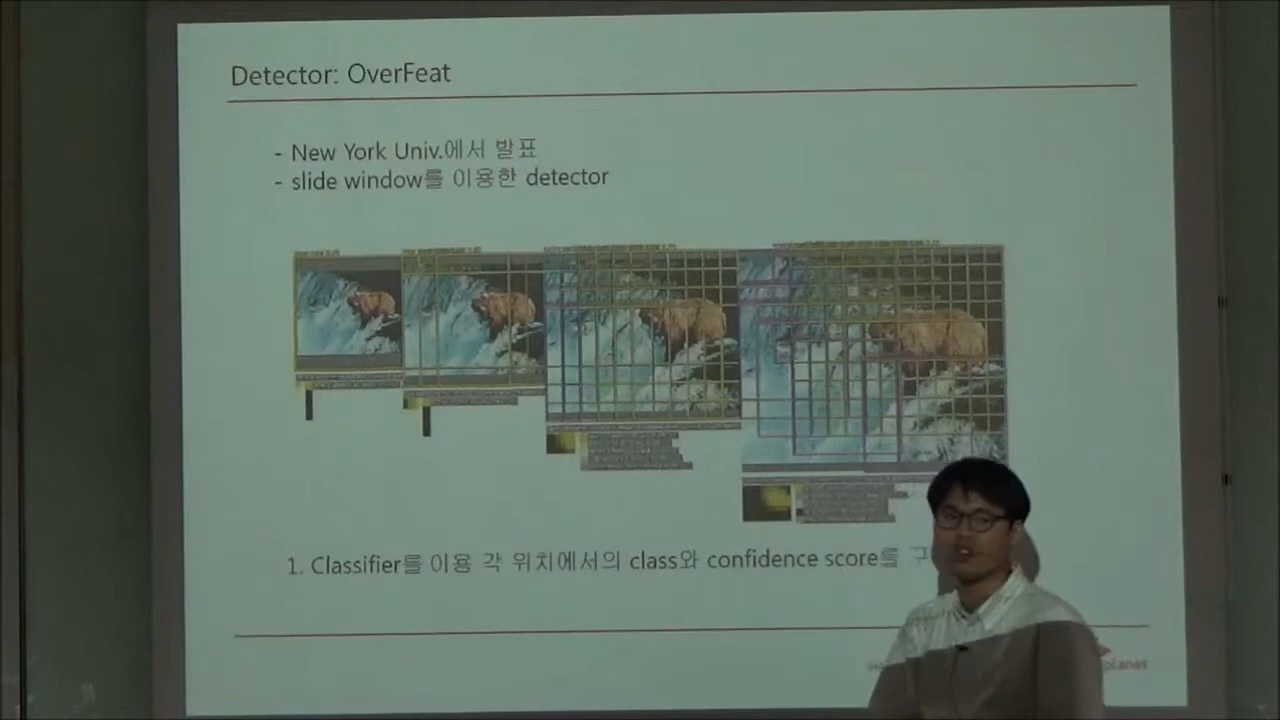 Detector: OverFeat
- New York Univ.에서 발표
- slide window를 이용한 detector
1. Classifier를 이용 각 위치에서의 class와 confidence score를 구
planet